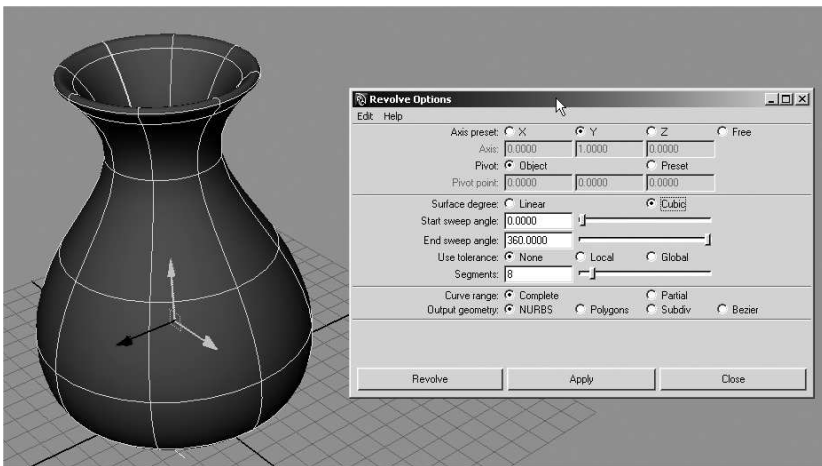 Revolve Options
Edit Help
Axis preset: X Y Z Free
Axis: 0.0000 1.0000 0.0000
Pivot: Object Preset
Pivot point: 0.0000 0.0000 0.0000
Surface degree: Linear Cubic
Start sweep angle: 0.0000
End sweep angle: 360.0000
Use tolerance: None Local Global
Segments: 8
Curve range: Complete Partial
Output geometry: NURBS Polygons Subdiv Bezier
Revolve Apply Close